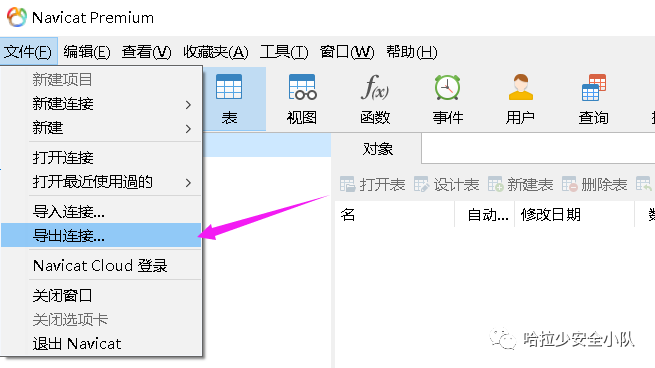 Navicat Premium
文件(F) 编辑(E) 查看(V) 收藏夹(A) 工具(T) 窗口(W) 帮助(H)
新建项目
新建连接
新建
打开连接
打开最近使用過的
导入连接...
导出连接...
Navicat Cloud 登录
关闭窗口
关闭选项卡
退出 Navicat
表 视图 f(x) 函数 事件 用户 查询
对象
打开表 设计表 新建表 删除表
名 自动... 修改日期
哈拉少安全小队